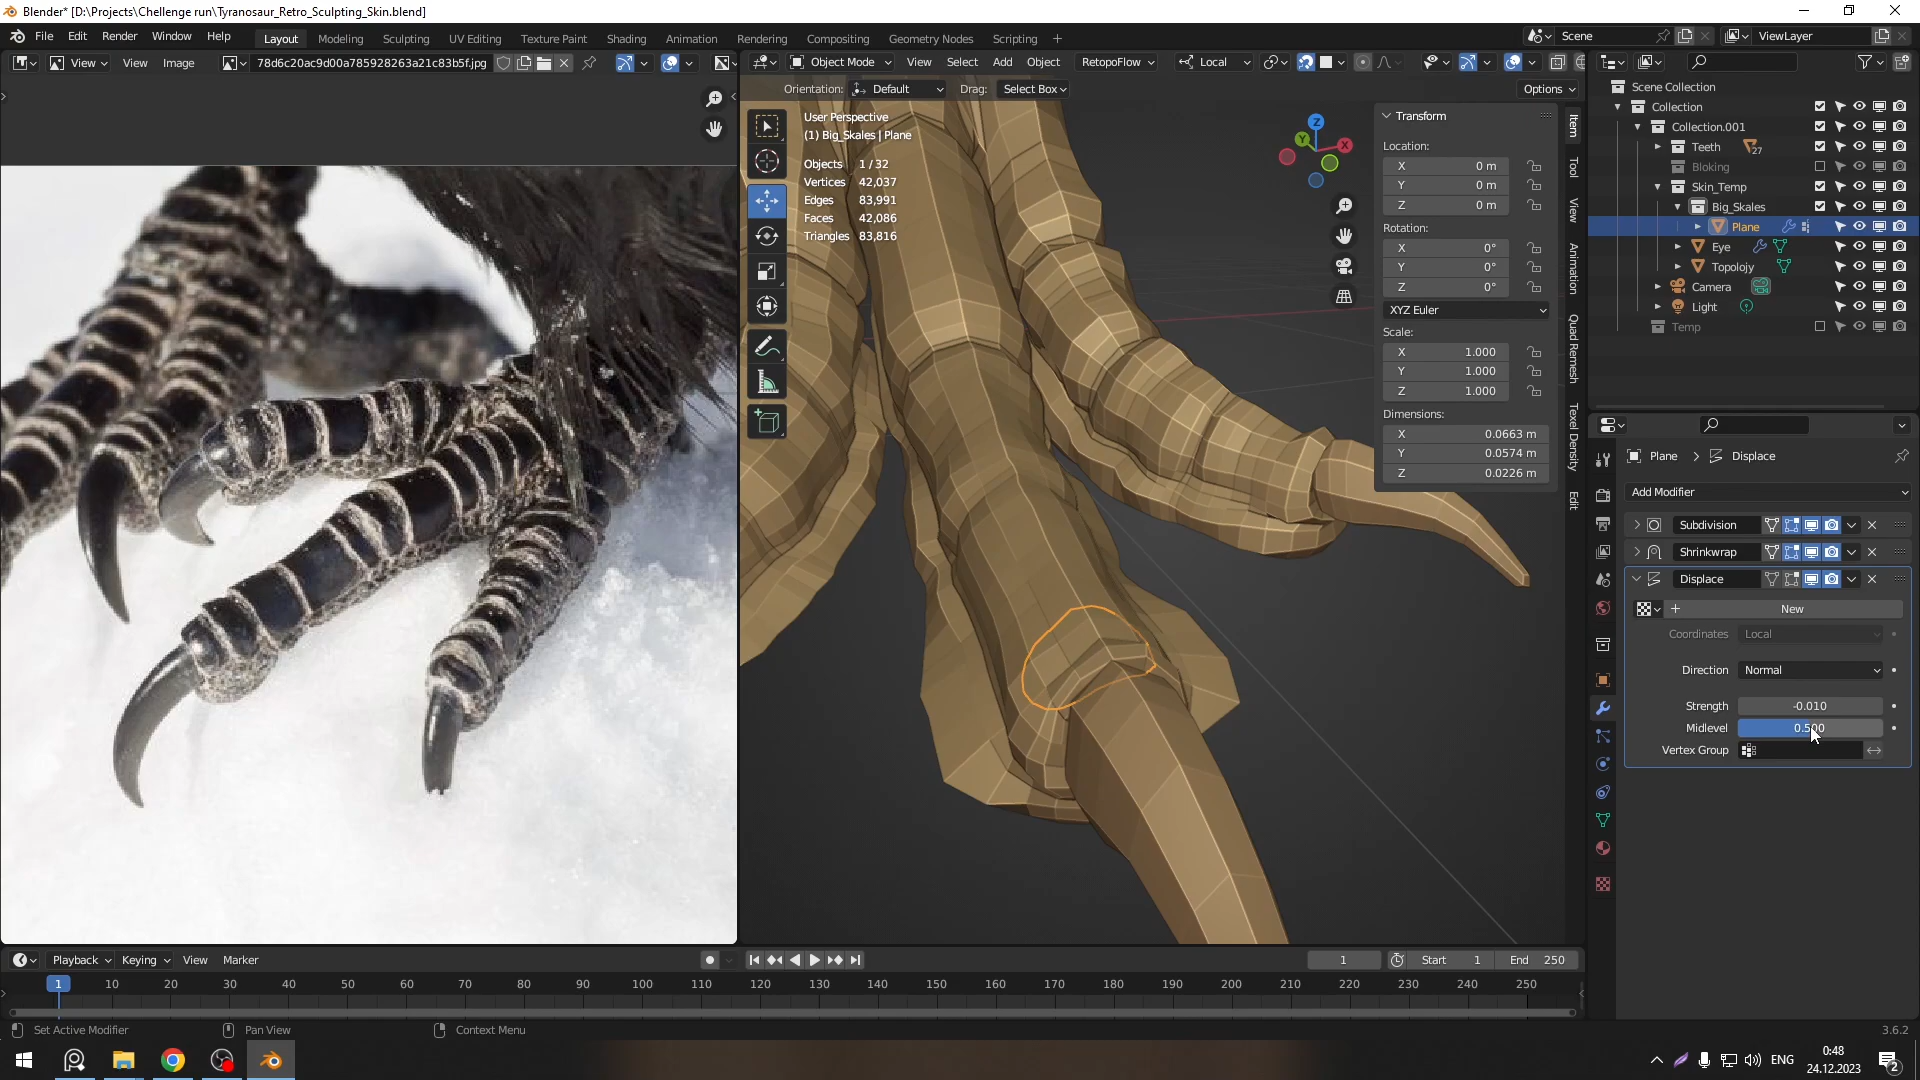 Blender* [D:\Projects\Chellenge run\Tyranosaur_Retro_Sculpting_Skin.blend]
File Edit Render Window Help Layout Modeling Sculpting UV Editing Texture Paint Shading Animation Rendering Compositing Geometry Nodes Scripting + Scene ViewLayer
View View Image 78d6c20ac9d00a785928263a21c83b5f.jpg
Object Mode View Select Add Object RetopoFlow Local
Orientation: Default Drag: Select Box Options
User Perspective
(1) Big_Skales | Plane
Objects 1 / 32
Vertices 42,037
Edges 83,991
Faces 42,086
Triangles 83,816
Z
Y
X
Transform
Location:
X 0 m
Y 0 m
Z 0 m
Rotation:
X 0°
Y 0°
Z 0°
XYZ Euler
Scale:
X 1.000
Y 1.000
Z 1.000
Dimensions:
X 0.0663 m
Y 0.0574 m
Z 0.0226 m
Item
Tool
View
Animation
Quad Remesh
Texel Density
Edit
Scene Collection
Collection
Collection.001
Teeth 27
Bloking
Skin_Temp
Big_Skales
Plane
Eye
Topolojy
Camera
Light
Temp
Plane > Displace
Add Modifier
Subdivision
Shrinkwrap
Displace
+ New
Coordinates Local
Direction Normal
Strength -0.010
Midlevel 0.500
Vertex Group
Playback Keying View Marker 1 Start 1 End 250
1 10 20 30 40 50 60 70 80 90 100 110 120 130 140 150 160 170 180 190 200 210 220 230 240 250
Set Active Modifier Pan View Context Menu 3.6.2
ENG 0:48
24.12.2023
2